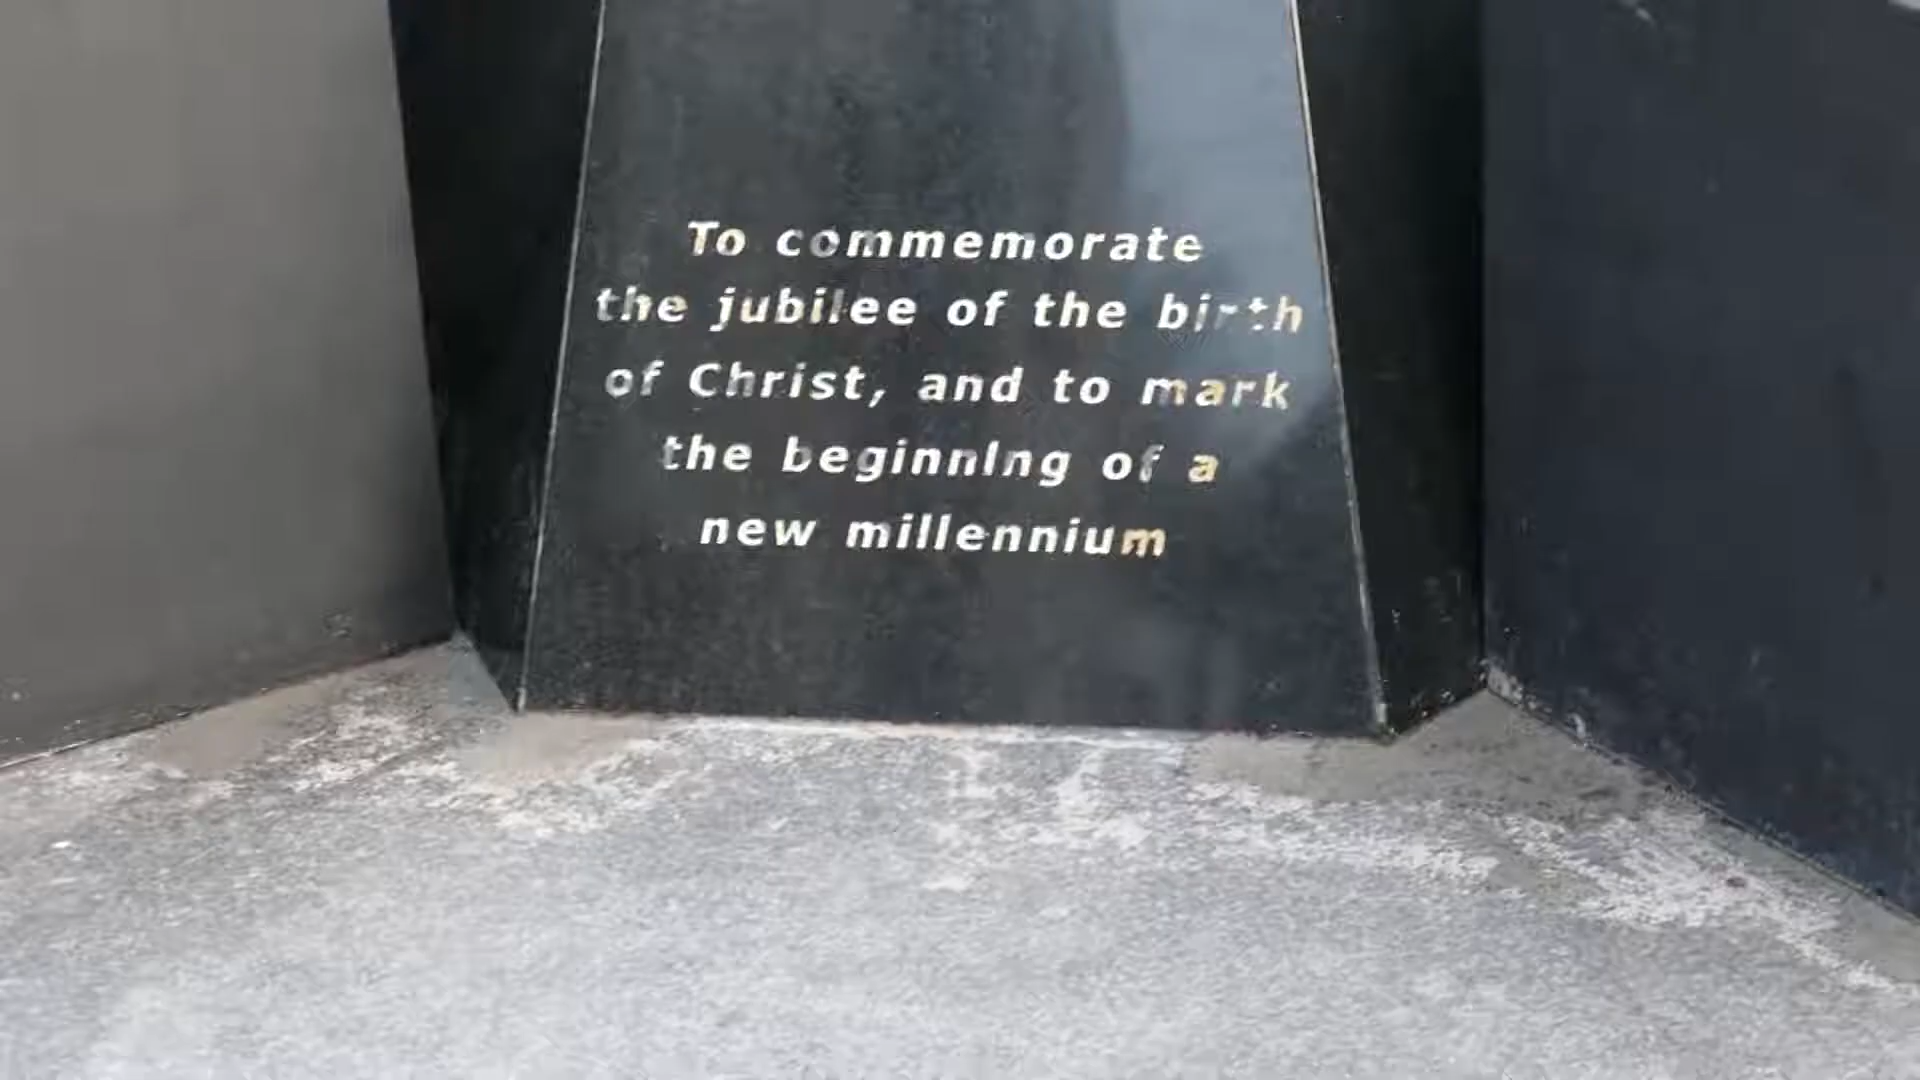 To commemorate
the jubilee of the birth
of Christ, and to mark
the beginning of a
new millennium